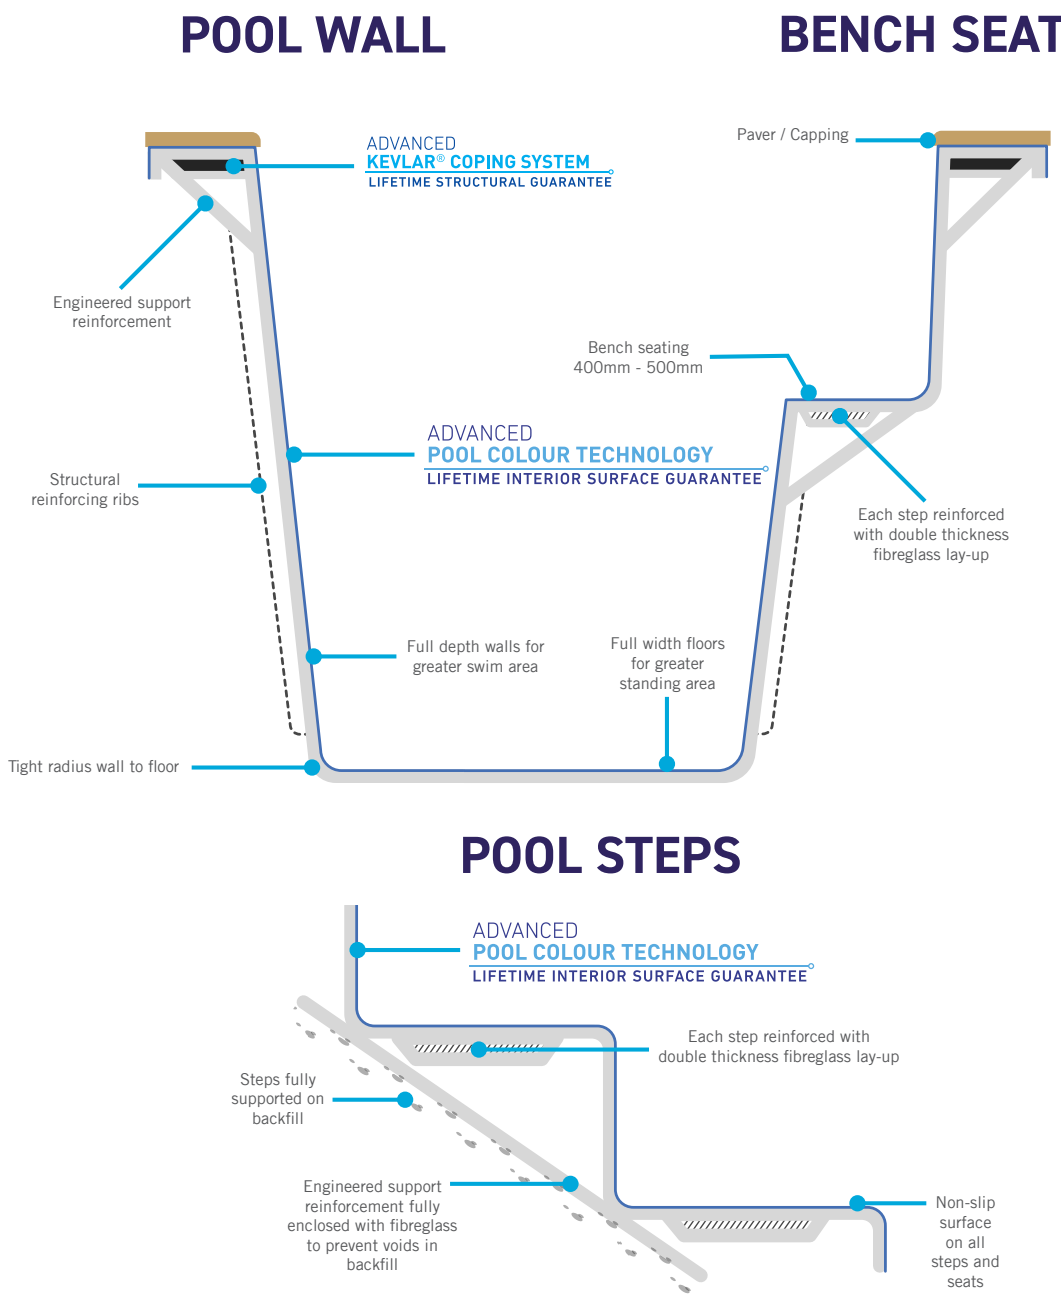 POOL WALL
BENCH SEAT
Paver / Capping
ADVANCED
KEVLAR® COPING SYSTEM
LIFETIME STRUCTURAL GUARANTEE
Engineered support
reinforcement
Bench seating
400mm - 500mm
ADVANCED
POOL COLOUR TECHNOLOGY
LIFETIME INTERIOR SURFACE GUARANTEE
Structural
reinforcing ribs
Each step reinforced
with double thickness
fibreglass lay-up
Full depth walls for
greater swim area
Full width floors
for greater
standing area
Tight radius wall to floor
POOL STEPS
ADVANCED
POOL COLOUR TECHNOLOGY
LIFETIME INTERIOR SURFACE GUARANTEE
Each step reinforced with
double thickness fibreglass lay-up
Steps fully
supported on
backfill
Engineered support
reinforcement fully
enclosed with fibreglass
to prevent voids in
backfill
Non-slip
surface
on all
steps and
seats